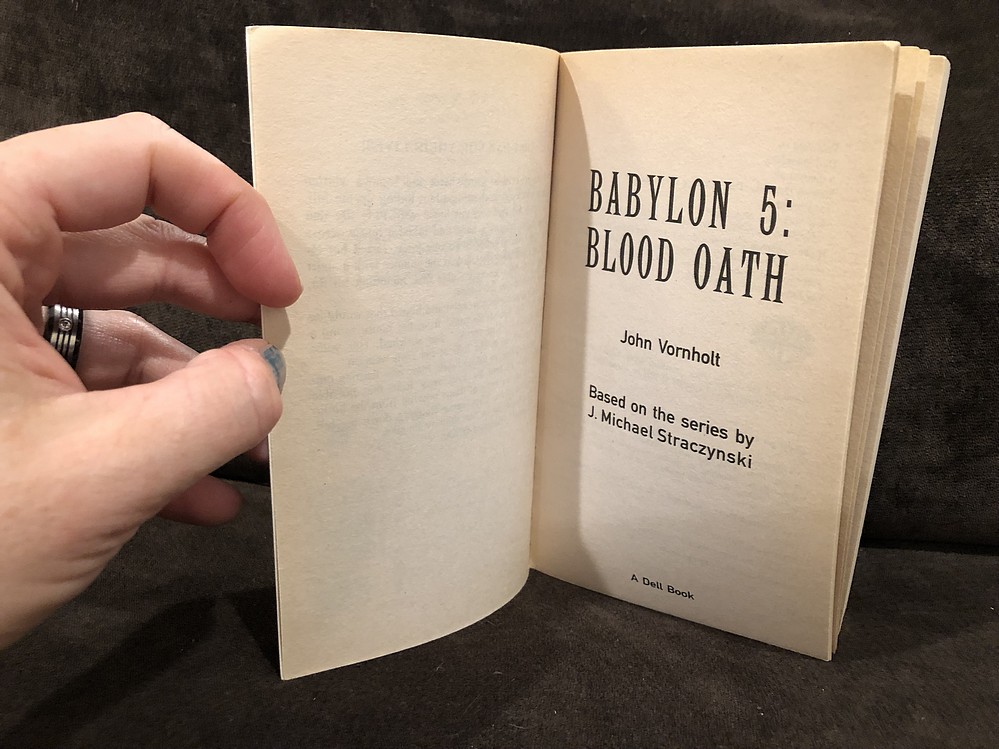 BABYLON 5:
BLOOD OATH
John Vornholt
Based on the series by
J. Michael Straczynski
A Dell Book